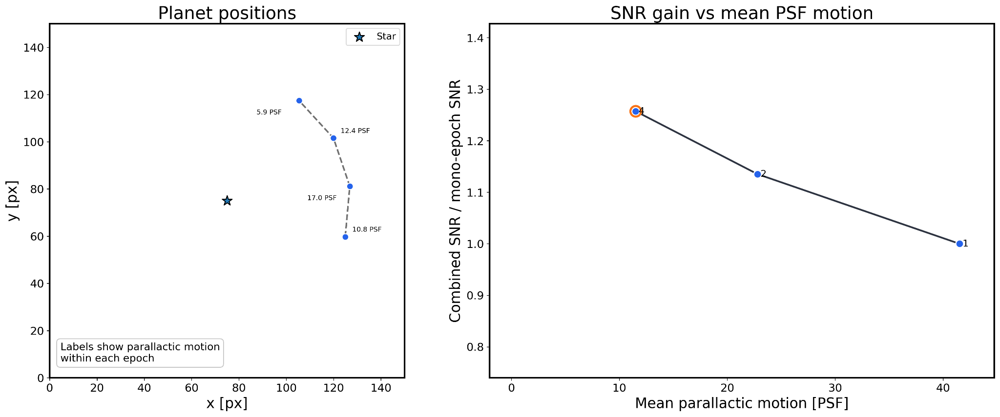 Planet positions
Star
140
120
100
80
60
40
20
0
y [px]
5.9 PSF
12.4 PSF
17.0 PSF
10.8 PSF
Labels show parallactic motion
within each epoch
0 20 40 60 80 100 120 140
x [px]
SNR gain vs mean PSF motion
1.4
1.3
1.2
1.1
1.0
0.9
0.8
Combined SNR / mono-epoch SNR
4
2
1
0 10 20 30 40
Mean parallactic motion [PSF]